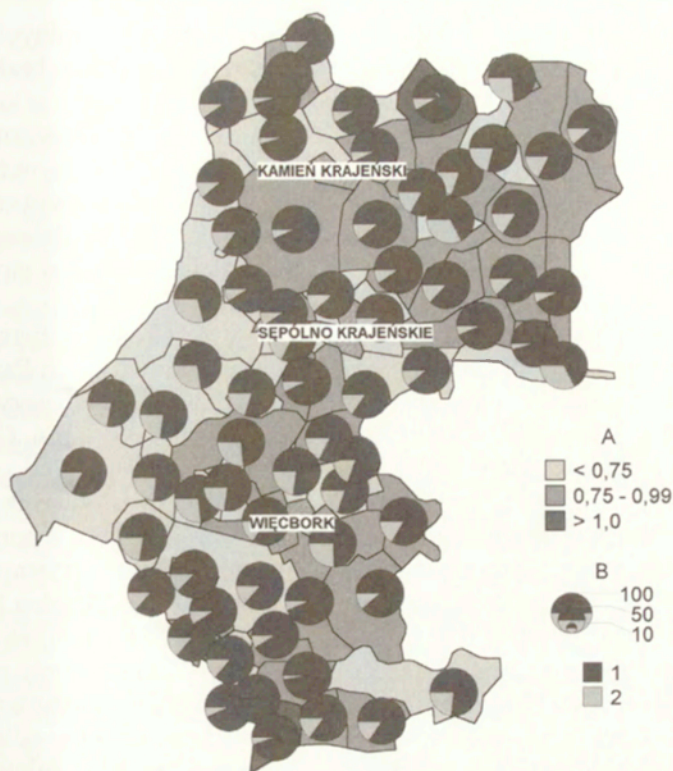 KAMIEŃ KRAJEŃSKI
SĘPÓLNO KRAJEŃSKIE
WIĘCBORK
A
< 0,75
0,75 - 0,99
> 1,0
B
100
50
10
1
2